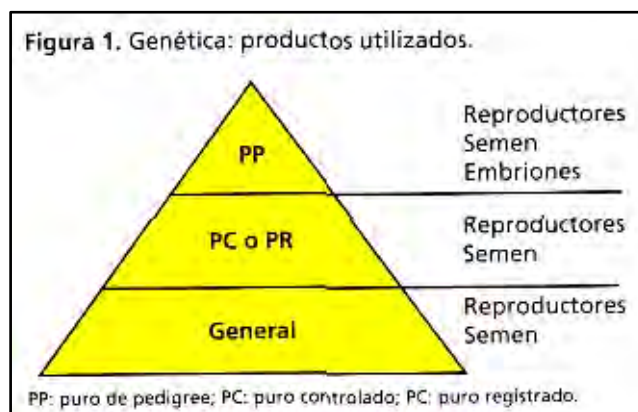 Figura 1. Genética: productos utilizados.
PP
Reproductores
Semen
Embriones
PC o PR
Reproductores
Semen
General
Reproductores
Semen
PP: puro de pedigree; PC: puro controlado; PC: puro registrado.